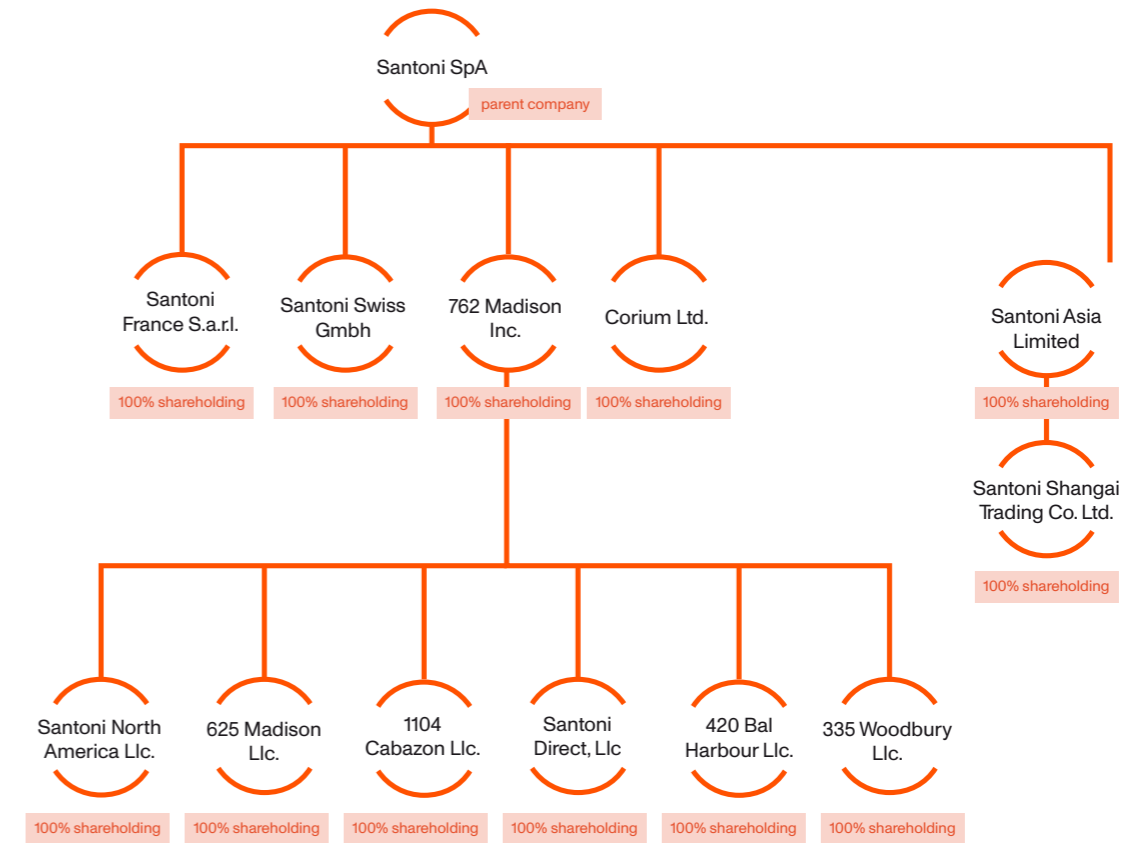 Santoni SpA
parent company
Santoni
France S.a.r.l.
Santoni Swiss
Gmbh
762 Madison
Inc.
Corium Ltd.
Santoni Asia
Limited
100% shareholding
100% shareholding
100% shareholding
100% shareholding
100% shareholding
Santoni Shangai
Trading Co. Ltd.
100% shareholding
Santoni North
America Llc.
625 Madison
Llc.
1104
Cabazon Llc.
Santoni
Direct, Llc
420 Bal
Harbour Llc.
335 Woodbury
Llc.
100% shareholding
100% shareholding
100% shareholding
100% shareholding
100% shareholding
100% shareholding